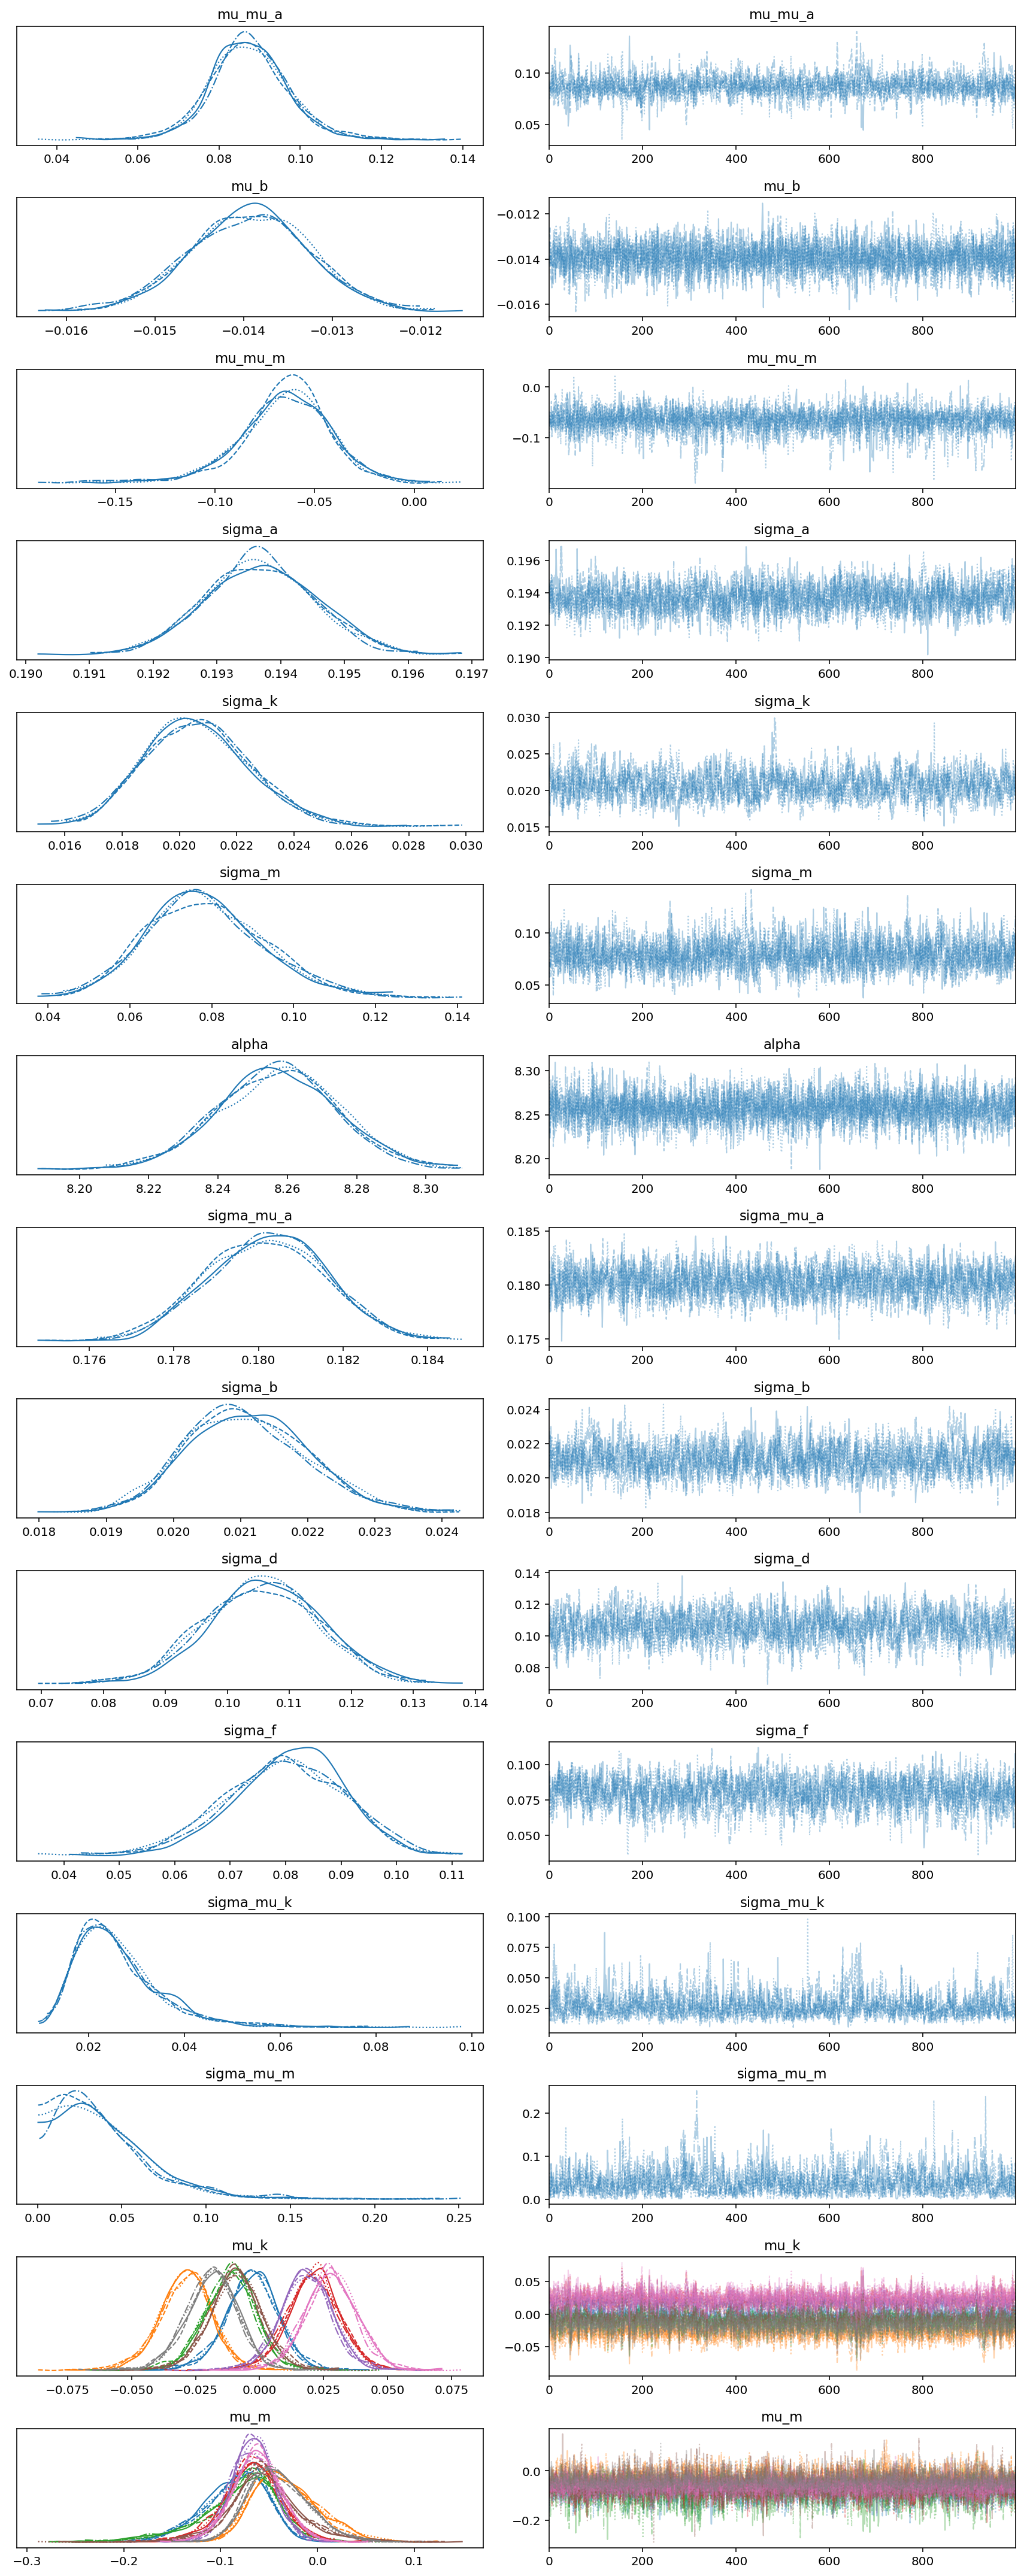 mu_mu_a mu_mu_a
0.10
0.05
0.04 0.06 0.08 0.10 0.12 0.14 0 200 400 600 800
mu_b mu_b
−0.012
−0.014
−0.016
−0.016 −0.015 −0.014 −0.013 −0.012 0 200 400 600 800
mu_mu_m mu_mu_m
0.0
−0.1
−0.15 −0.10 −0.05 0.00 0 200 400 600 800
sigma_a sigma_a
0.196
0.194
0.192
0.190
0.190 0.191 0.192 0.193 0.194 0.195 0.196 0.197 0 200 400 600 800
sigma_k sigma_k
0.030
0.025
0.020
0.015
0.016 0.018 0.020 0.022 0.024 0.026 0.028 0.030 0 200 400 600 800
sigma_m sigma_m
0.10
0.05
0.04 0.06 0.08 0.10 0.12 0.14 0 200 400 600 800
alpha alpha
8.30
8.25
8.20
8.20 8.22 8.24 8.26 8.28 8.30 0 200 400 600 800
sigma_mu_a sigma_mu_a
0.185
0.180
0.175
0.176 0.178 0.180 0.182 0.184 0 200 400 600 800
sigma_b sigma_b
0.024
0.022
0.020
0.018
0.018 0.019 0.020 0.021 0.022 0.023 0.024 0 200 400 600 800
sigma_d sigma_d
0.14
0.12
0.10
0.08
0.07 0.08 0.09 0.10 0.11 0.12 0.13 0.14 0 200 400 600 800
sigma_f sigma_f
0.100
0.075
0.050
0.04 0.05 0.06 0.07 0.08 0.09 0.10 0.11 0 200 400 600 800
sigma_mu_k sigma_mu_k
0.100
0.075
0.050
0.025
0.02 0.04 0.06 0.08 0.10 0 200 400 600 800
sigma_mu_m sigma_mu_m
0.2
0.1
0.0
0.00 0.05 0.10 0.15 0.20 0.25 0 200 400 600 800
mu_k mu_k
0.05
0.00
−0.05
−0.075 −0.050 −0.025 0.000 0.025 0.050 0.075 0 200 400 600 800
mu_m mu_m
0.0
−0.2
−0.3 −0.2 −0.1 0.0 0.1 0 200 400 600 800